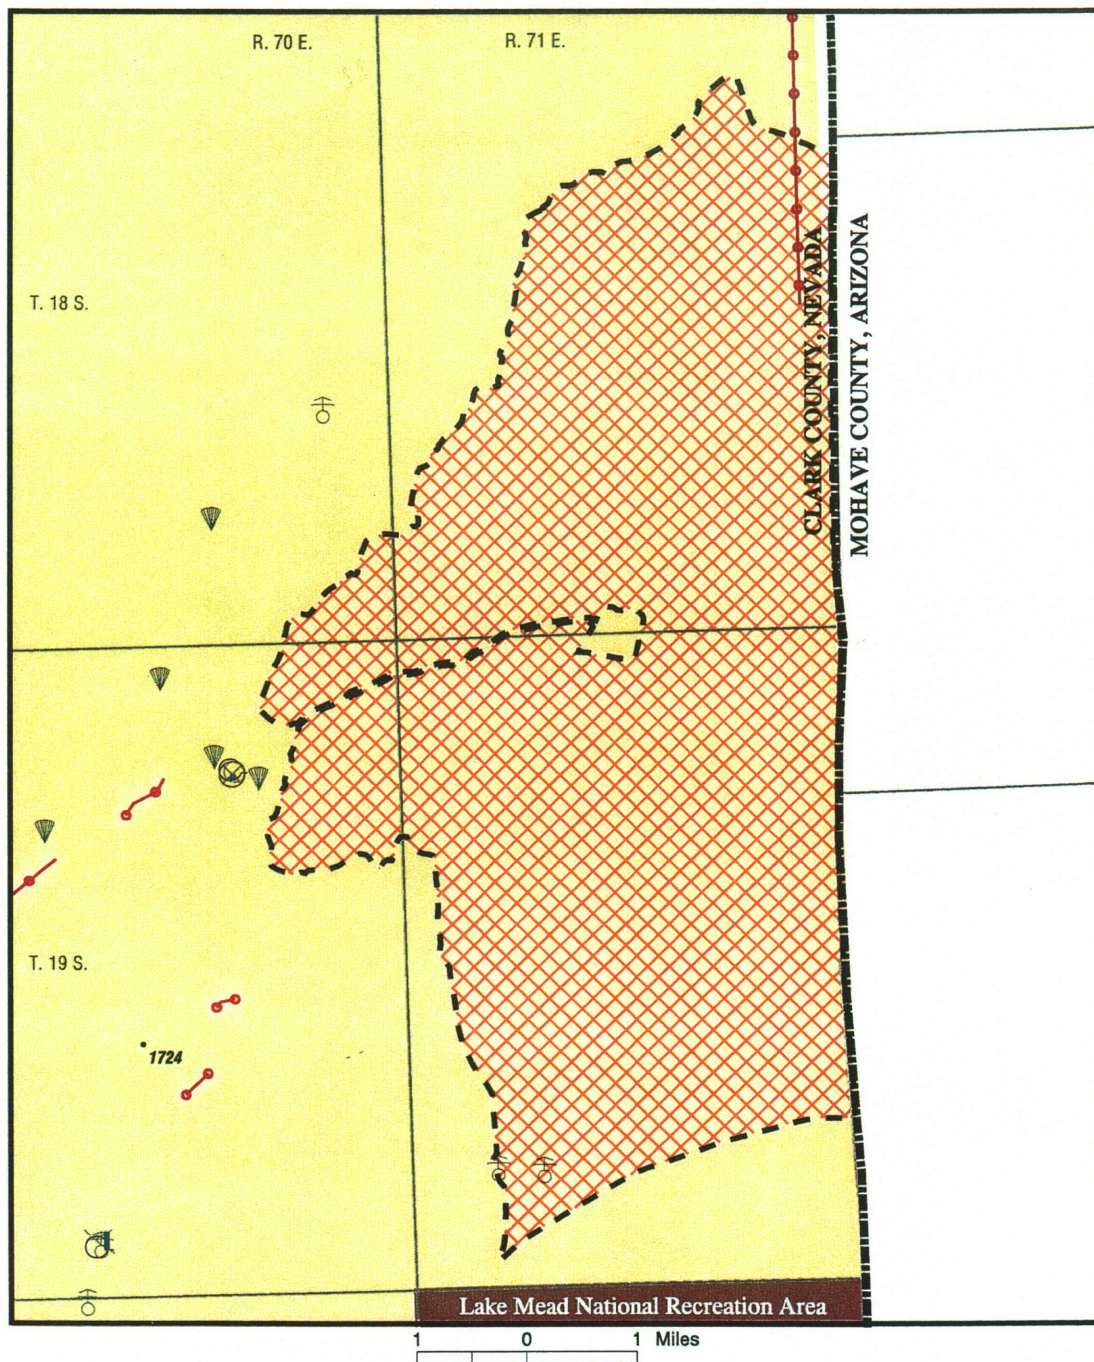 R. 70 E.
R. 71 E.
T. 18 S.
CLARK COUNTY, NEVADA
MOHAVE COUNTY, ARIZONA
T. 19 S.
1724
Lake Mead National Recreation Area
1 0 1 Miles